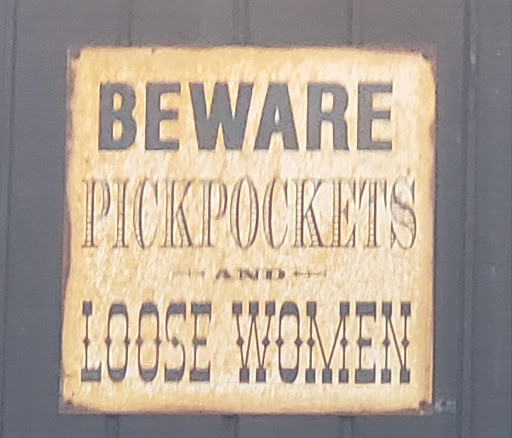 BEWARE
PICKPOCKETS
AND
LOOSE WOMEN